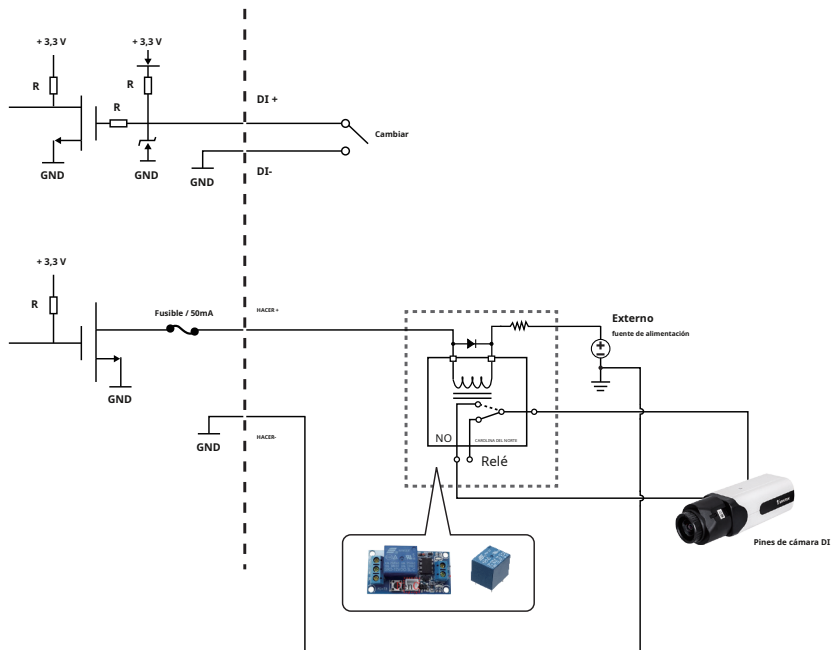 + 3,3 V
+ 3,3 V
R
R
R
DI +
Cambiar
GND
GND
GND
DI-
+ 3,3 V
R
Fusible / 50mA
HACER +
Externo
fuente de alimentación
GND
GND
HACER-
NO
CAROLINA DEL NORTE
Relé
Pines de cámara DI